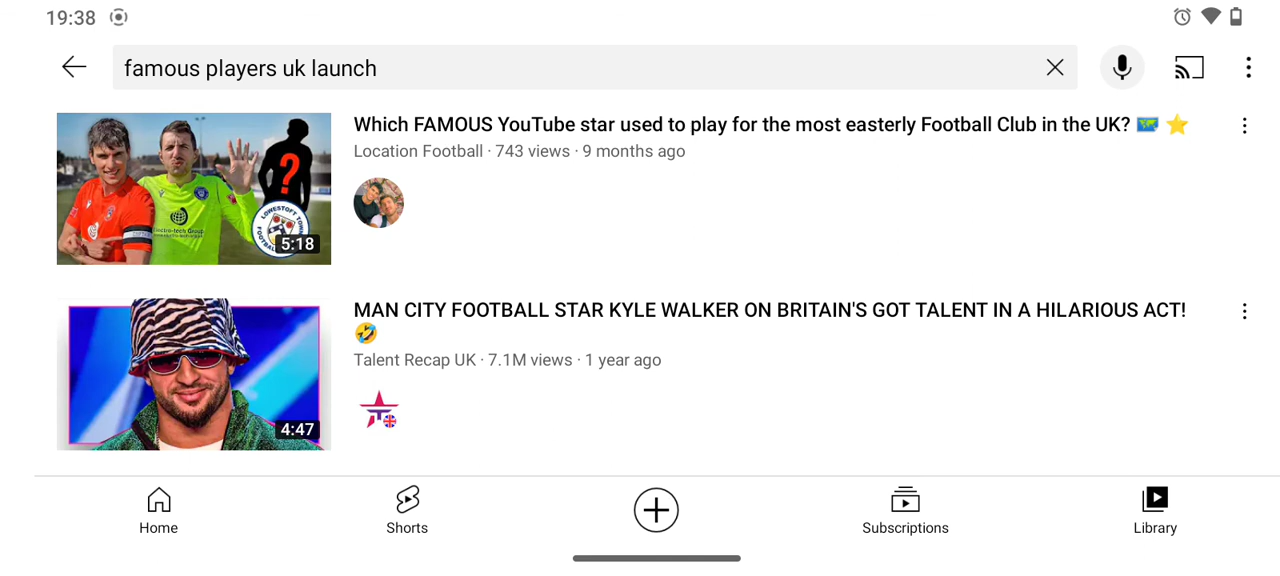 19:38
famous players uk launch
Which FAMOUS YouTube star used to play for the most easterly Football Club in the UK? 🗺️ ⭐
Location Football · 743 views · 9 months ago
?
LOWESTOFT TOWN
5:18
MAN CITY FOOTBALL STAR KYLE WALKER ON BRITAIN'S GOT TALENT IN A HILARIOUS ACT!
🤣
Talent Recap UK · 7.1M views · 1 year ago
4:47
Home
Shorts
Subscriptions
Library